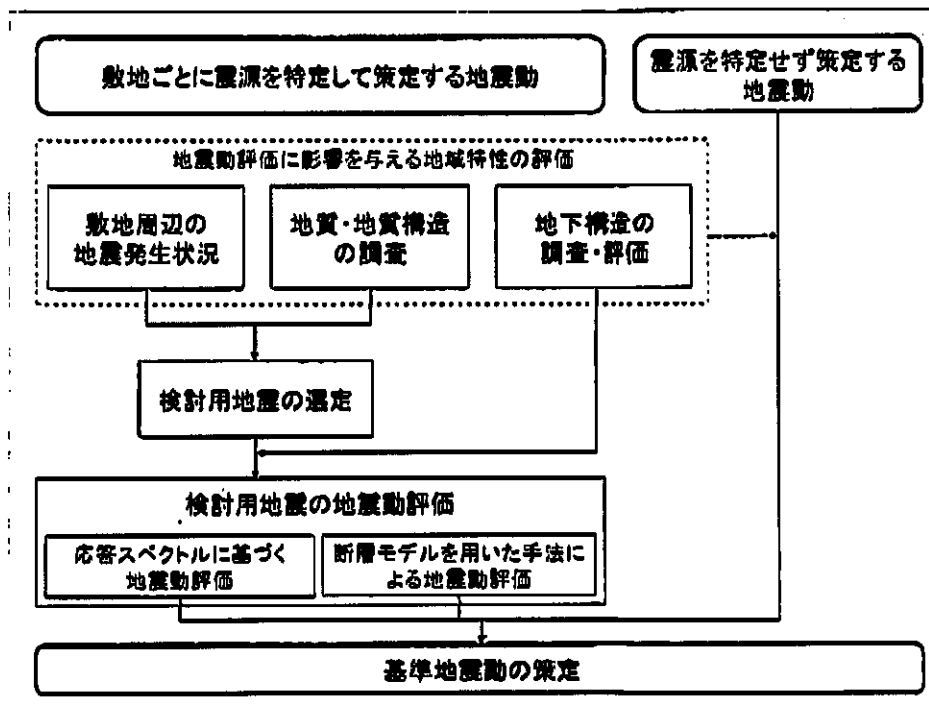 敷地ごとに震源を特定して策定する地震動
震源を特定せず策定する
地震動
地震動評価に影響を与える地域特性の評価
敷地周辺の
地震発生状況
地質・地質構造
の調査
地下構造の
調査・評価
検討用地震の選定
検討用地震の地震動評価
応答スペクトルに基づく
地震動評価
断層モデルを用いた手法に
よる地震動評価
基準地震動の策定